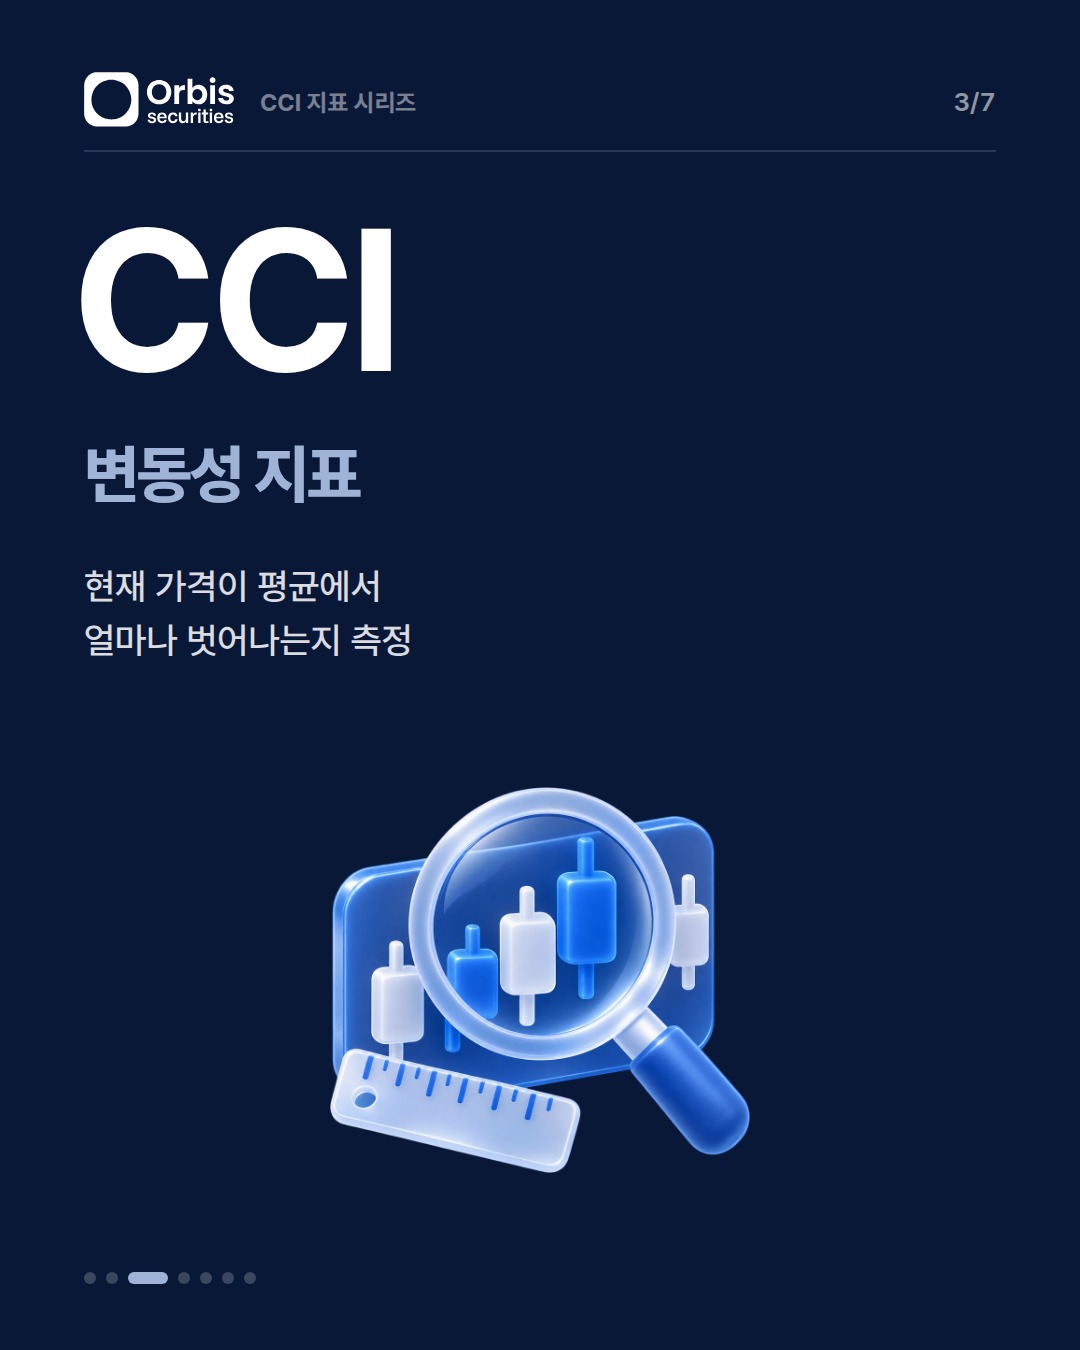 Orbis
securities
CCI 지표 시리즈
3/7
CCI
변동성 지표
현재 가격이 평균에서
얼마나 벗어나는지 측정